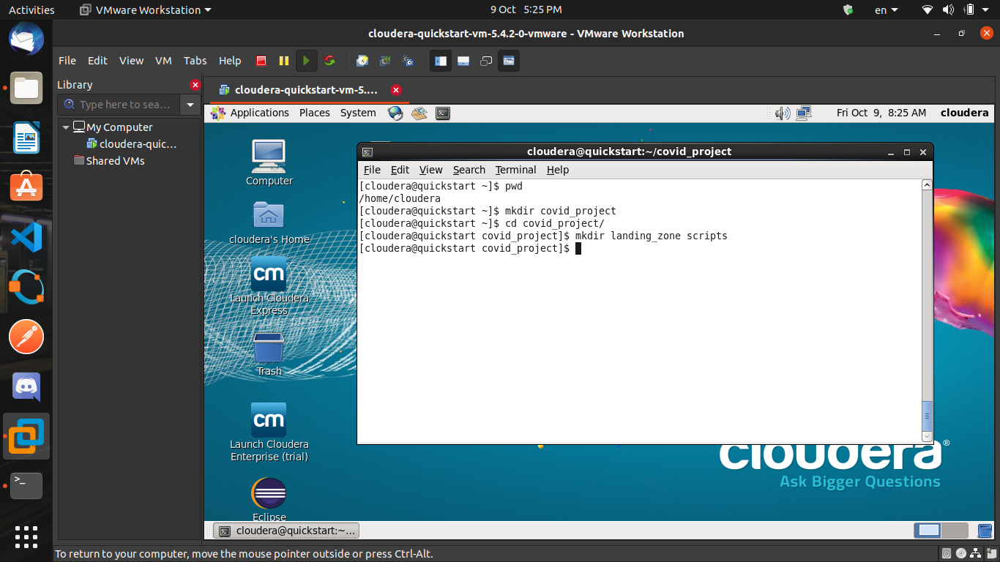 Activities
VMware Workstation
9 Oct 5:25 PM
en
cloudera-quickstart-vm-5.4.2-0-vmware - VMware Workstation
File Edit View VM Tabs Help
Library
Type here to sea...
My Computer
cloudera-quic...
Shared VMs
cloudera-quickstart-vm-5....
Applications Places System
Fri Oct 9, 8:25 AM cloudera
Computer
cloudera's Home
cm
Launch Cloudera
Express
Trash
cm
Launch Cloudera
Enterprise (trial)
Eclipse
cloudera@quickstart:~/covid_project
File Edit View Search Terminal Help
[cloudera@quickstart ~]$ pwd
/home/cloudera
[cloudera@quickstart ~]$ mkdir covid_project
[cloudera@quickstart ~]$ cd covid_project/
[cloudera@quickstart covid_project]$ mkdir landing_zone scripts
[cloudera@quickstart covid_project]$
cloudera®
Ask Bigger Questions
cloudera@quickstart:~...
>_
To return to your computer, move the mouse pointer outside or press Ctrl-Alt.